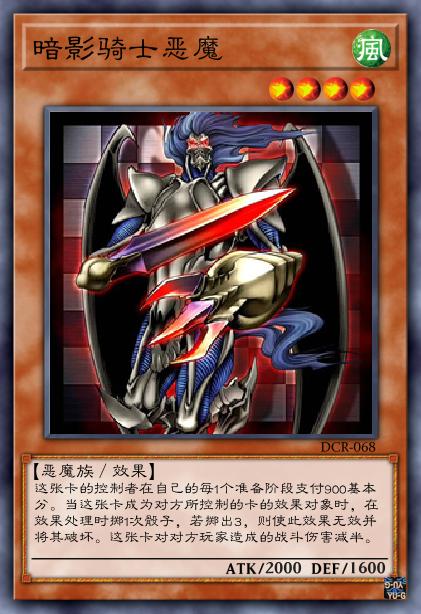 暗影骑士恶魔
風
DCR-068
【恶魔族／效果】
这张卡的控制者在自己的每1个准备阶段支付900基本
分。当这张卡成为对方所控制的卡的效果对象时，在
效果处理时掷1次骰子，若掷出3，则使此效果无效并
将其破坏。这张卡对对方玩家造成的战斗伤害减半。
ATK/2000 DEF/1600